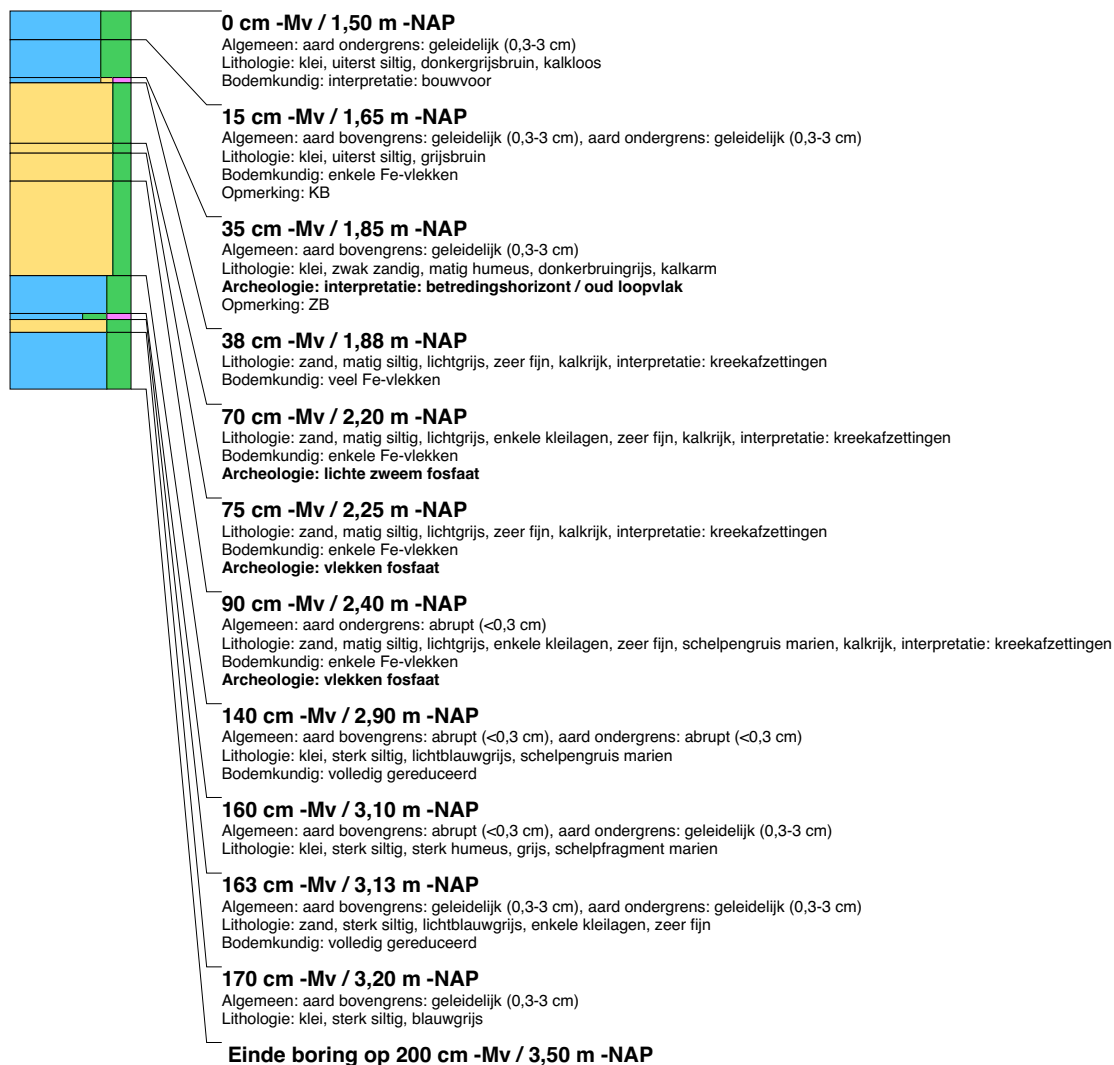 0 cm -Mv / 1,50 m -NAP
Algemeen: aard ondergrens: geleidelijk (0,3-3 cm)
Lithologie: klei, uiterst siltig, donkergrijsbruin, kalkloos
Bodemkundig: interpretatie: bouwvoor
15 cm -Mv / 1,65 m -NAP
Algemeen: aard bovengrens: geleidelijk (0,3-3 cm), aard ondergrens: geleidelijk (0,3-3 cm)
Lithologie: klei, uiterst siltig, grijsbruin
Bodemkundig: enkele Fe-vlekken
Opmerking: KB
35 cm -Mv / 1,85 m -NAP
Algemeen: aard bovengrens: geleidelijk (0,3-3 cm)
Lithologie: klei, zwak zandig, matig humeus, donkerbruingrijs, kalkarm
Archeologie: interpretatie: betredingshorizont / oud loopvlak
Opmerking: ZB
38 cm -Mv / 1,88 m -NAP
Lithologie: zand, matig siltig, lichtgrijs, zeer fijn, kalkrijk, interpretatie: kreekafzettingen
Bodemkundig: veel Fe-vlekken
70 cm -Mv / 2,20 m -NAP
Lithologie: zand, matig siltig, lichtgrijs, enkele kleilagen, zeer fijn, kalkrijk, interpretatie: kreekafzettingen
Bodemkundig: enkele Fe-vlekken
Archeologie: lichte zweem fosfaat
75 cm -Mv / 2,25 m -NAP
Lithologie: zand, matig siltig, lichtgrijs, zeer fijn, kalkrijk, interpretatie: kreekafzettingen
Bodemkundig: enkele Fe-vlekken
Archeologie: vlekken fosfaat
90 cm -Mv / 2,40 m -NAP
Algemeen: aard ondergrens: abrupt (<0,3 cm)
Lithologie: zand, matig siltig, lichtgrijs, enkele kleilagen, zeer fijn, schelpengruis marien, kalkrijk, interpretatie: kreekafzettingen
Bodemkundig: enkele Fe-vlekken
Archeologie: vlekken fosfaat
140 cm -Mv / 2,90 m -NAP
Algemeen: aard bovengrens: abrupt (<0,3 cm), aard ondergrens: abrupt (<0,3 cm)
Lithologie: klei, sterk siltig, lichtblauwgrijs, schelpengruis marien
Bodemkundig: volledig gereduceerd
160 cm -Mv / 3,10 m -NAP
Algemeen: aard bovengrens: abrupt (<0,3 cm), aard ondergrens: geleidelijk (0,3-3 cm)
Lithologie: klei, sterk siltig, sterk humeus, grijs, schelpfragment marien
163 cm -Mv / 3,13 m -NAP
Algemeen: aard bovengrens: geleidelijk (0,3-3 cm), aard ondergrens: geleidelijk (0,3-3 cm)
Lithologie: zand, sterk siltig, lichtblauwgrijs, enkele kleilagen, zeer fijn
Bodemkundig: volledig gereduceerd
170 cm -Mv / 3,20 m -NAP
Algemeen: aard bovengrens: geleidelijk (0,3-3 cm)
Lithologie: klei, sterk siltig, blauwgrijs
Einde boring op 200 cm -Mv / 3,50 m -NAP